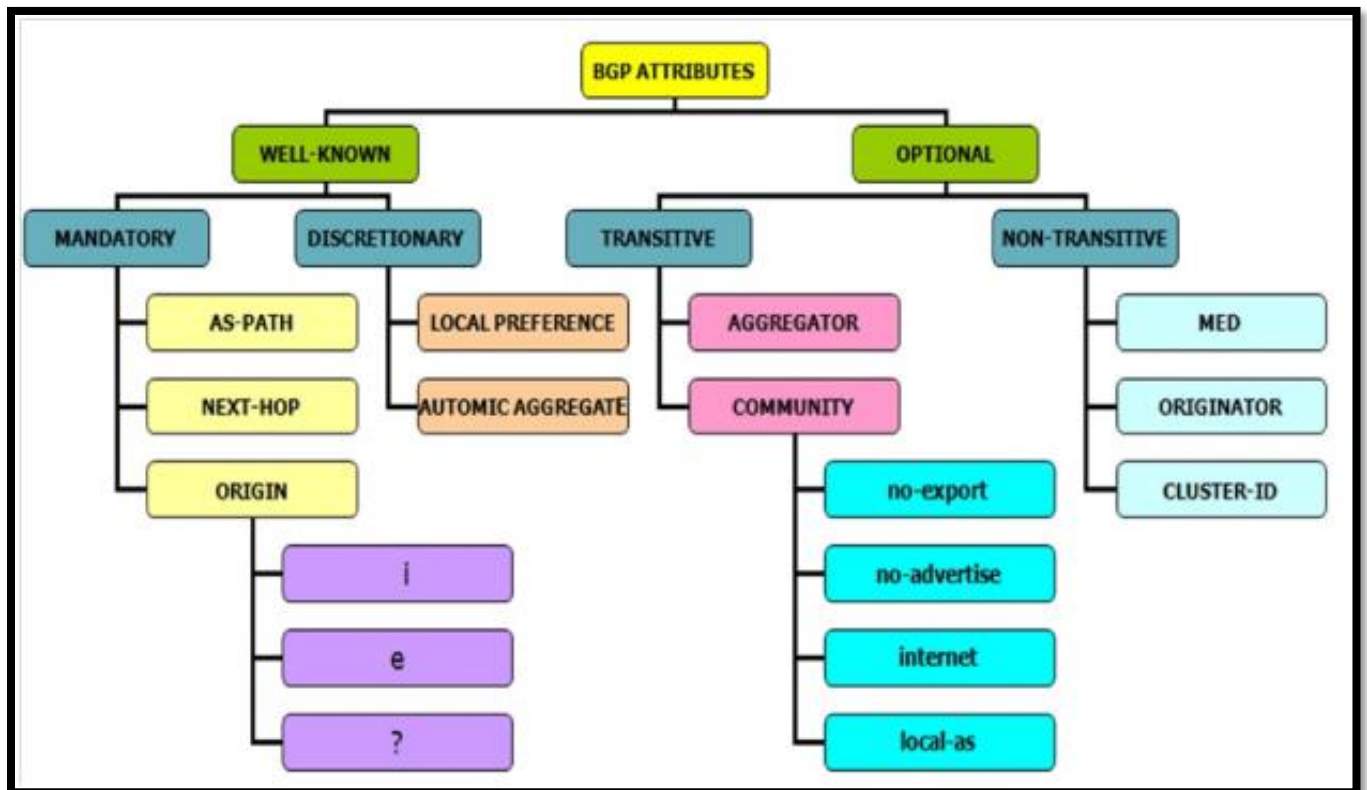 BGP ATTRIBUTES
WELL-KNOWN
OPTIONAL
MANDATORY
DISCRETIONARY
TRANSITIVE
NON-TRANSITIVE
AS-PATH
LOCAL PREFERENCE
AGGREGATOR
MED
NEXT-HOP
AUTOMIC AGGREGATE
COMMUNITY
ORIGINATOR
ORIGIN
no-export
CLUSTER-ID
i
no-advertise
e
internet
?
local-as